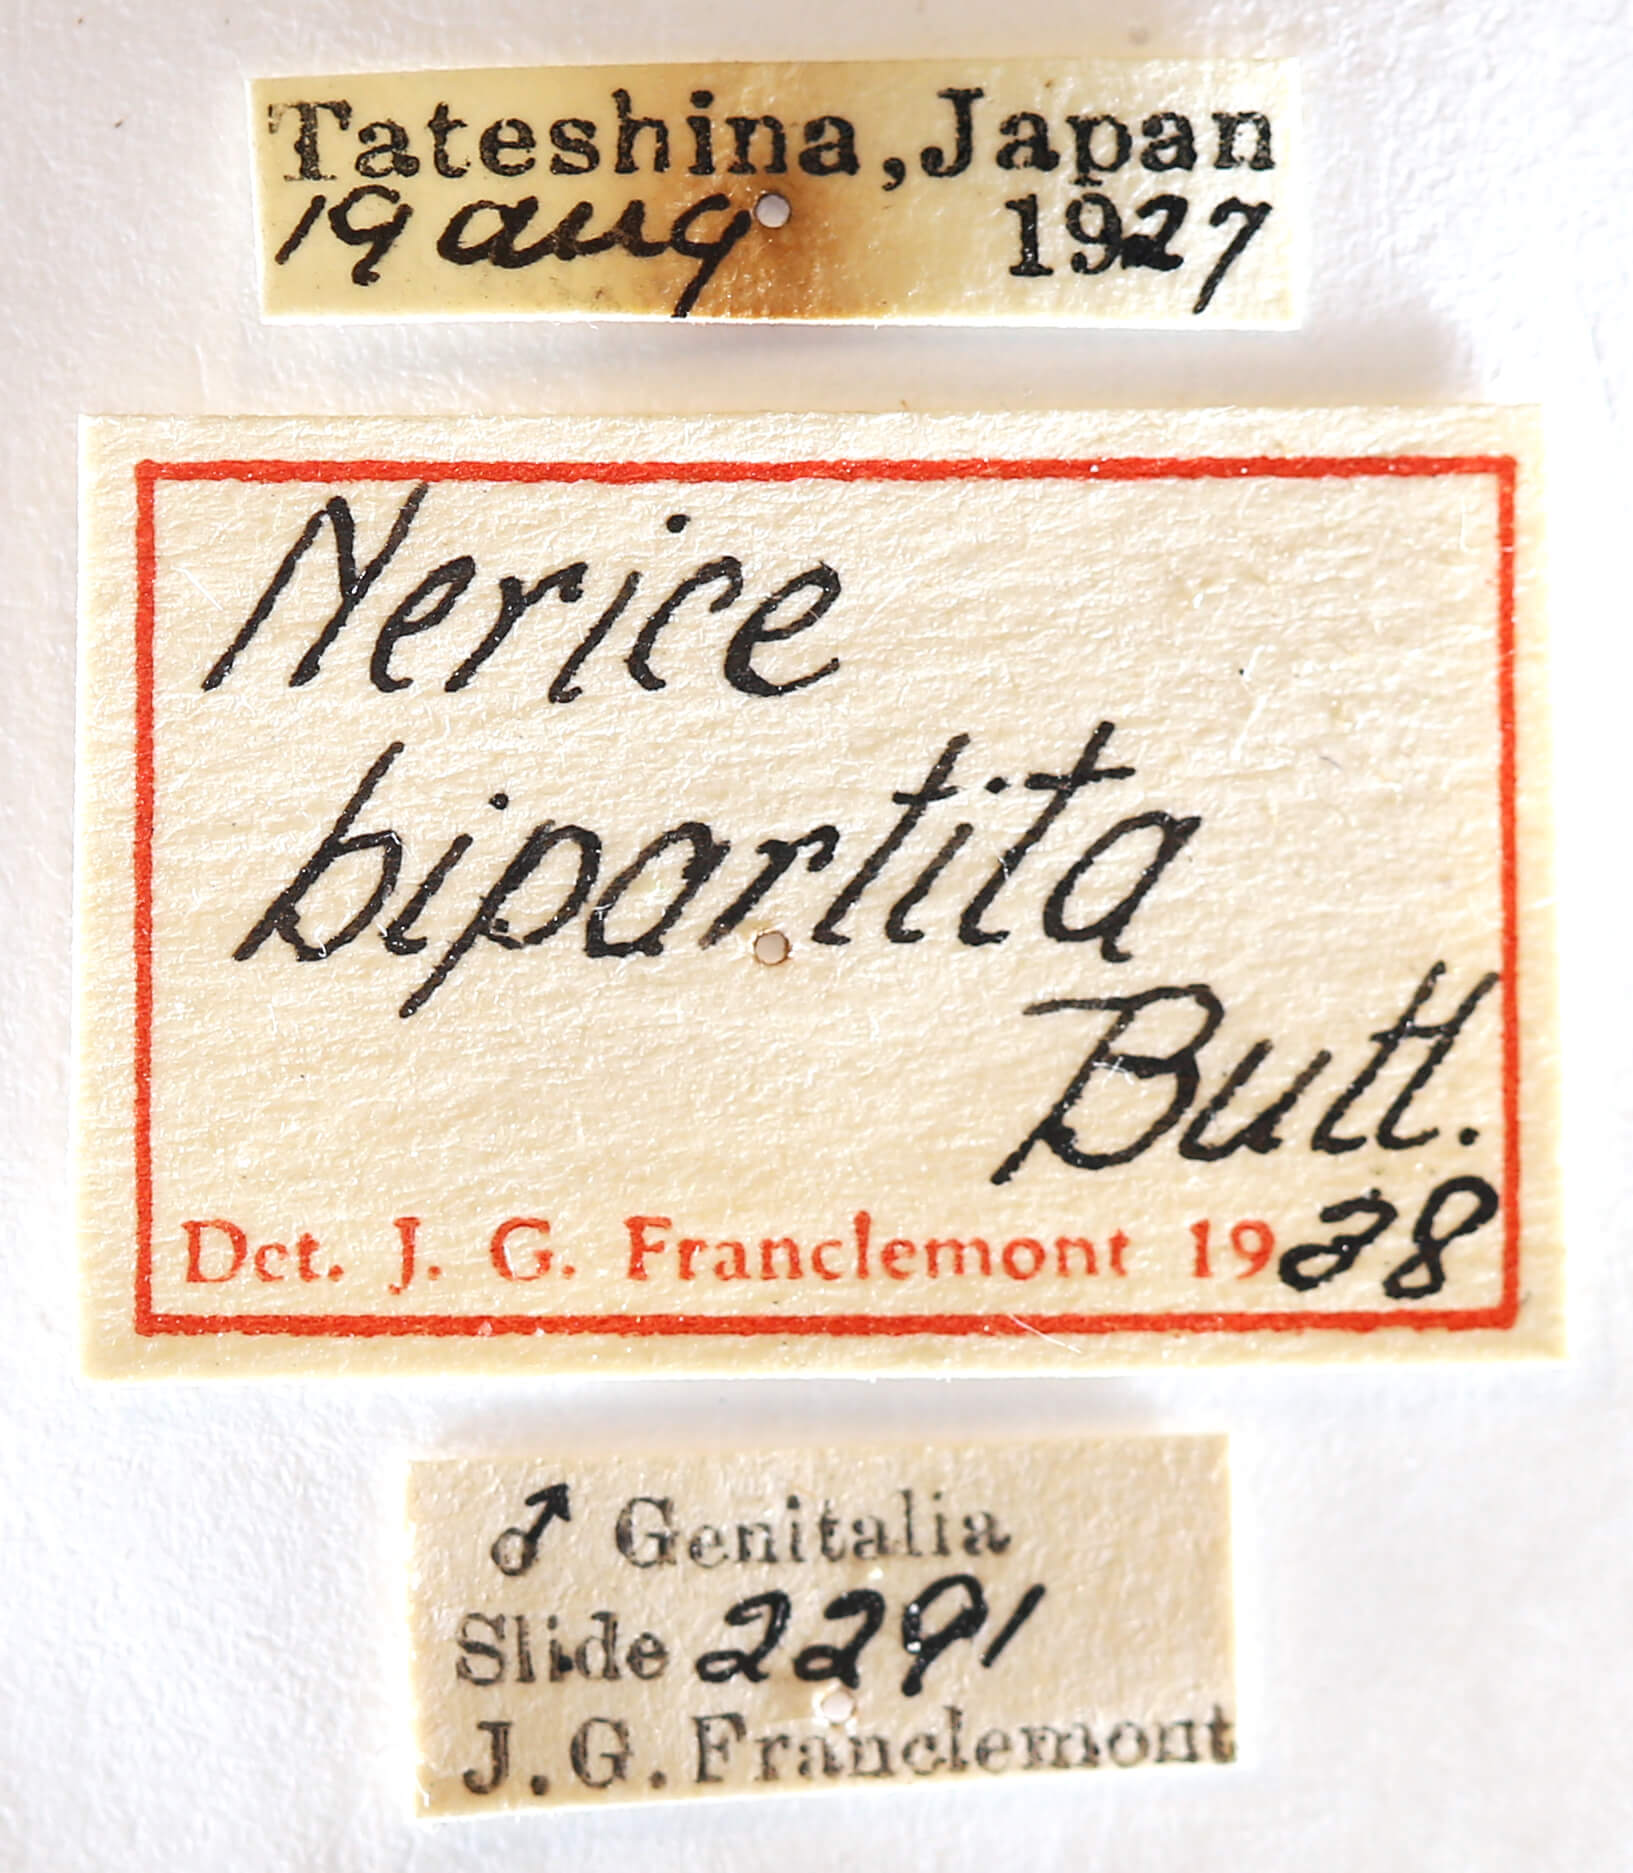 Tateshina, Japan
19 aug 1927
Nerice
bipartita
Butl.
Det. J. G. Franclemont 1938
♂ Genitalia
Slide 2291
J. G. Franclemont